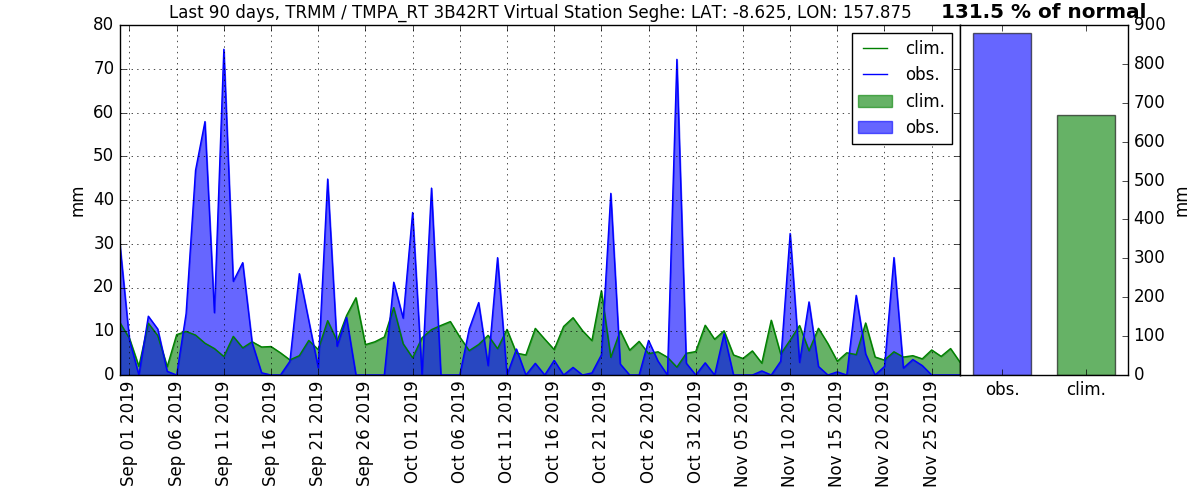 Last 90 days, TRMM / TMPA_RT 3B42RT Virtual Station Seghe: LAT: -8.625, LON: 157.875
131.5 % of normal
80
70
60
50
40
30
20
10
0
mm
clim.
obs.
clim.
obs.
900
800
700
600
500
400
300
200
100
0
mm
Sep 01 2019
Sep 06 2019
Sep 11 2019
Sep 16 2019
Sep 21 2019
Sep 26 2019
Oct 01 2019
Oct 06 2019
Oct 11 2019
Oct 16 2019
Oct 21 2019
Oct 26 2019
Oct 31 2019
Nov 05 2019
Nov 10 2019
Nov 15 2019
Nov 20 2019
Nov 25 2019
obs.
clim.